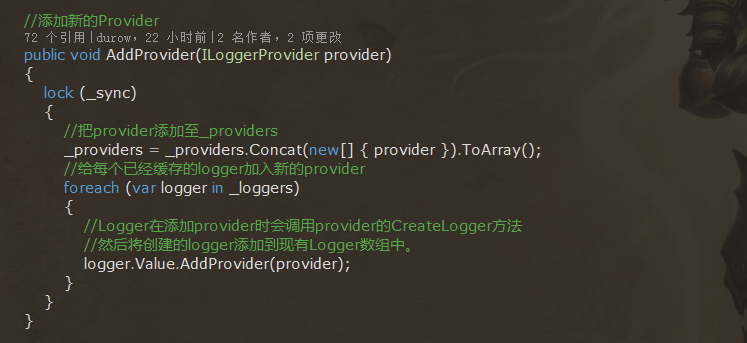 //添加新的Provider
72 个引用|durow，22 小时前|2 名作者，2 项更改
public void AddProvider(ILoggerProvider provider)
{
lock (_sync)
{
//把provider添加至_providers
_providers = _providers.Concat(new[] { provider }).ToArray();
//给每个已经缓存的logger加入新的provider
foreach (var logger in _loggers)
{
//Logger在添加provider时会调用provider的CreateLogger方法
//然后将创建的logger添加到现有Logger数组中。
logger.Value.AddProvider(provider);
}
}
}